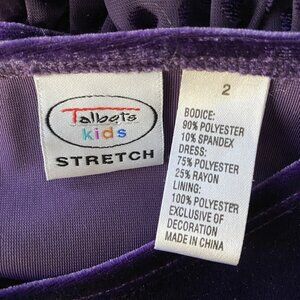 Talbots
kids
STRETCH
2
BODICE:
90% POLYESTER
10% SPANDEX
DRESS:
75% POLYESTER
25% RAYON
LINING:
100% POLYESTER
EXCLUSIVE OF
DECORATION
MADE IN CHINA